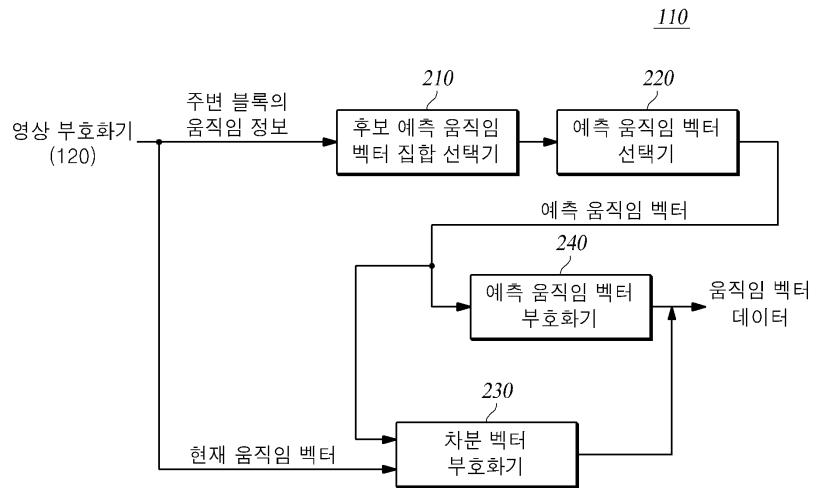 110
210
220
주변 블록의
움직임 정보
영상 부호화기
(120)
후보 예측 움직임
벡터 집합 선택기
예측 움직임 벡터
선택기
예측 움직임 벡터
240
예측 움직임 벡터
부호화기
움직임 벡터
데이터
230
현재 움직임 벡터
차분 벡터
부호화기